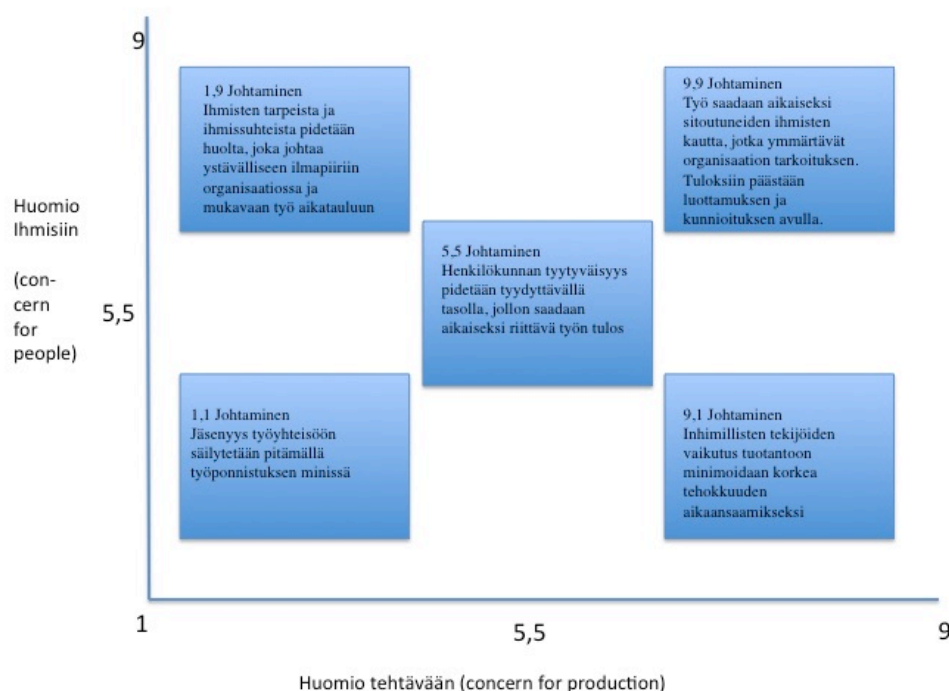 9
1,9 Johtaminen
Ihmisten tarpeista ja
ihmissuhteista pidetään
huolta, joka johtaa
ystävälliseen ilmapiiriin
organisaatiossa ja
mukavaan työ aikatauluun
9,9 Johtaminen
Työ saadaan aikaiseksi
sitoutuneiden ihmisten
kautta, jotka ymmärtävät
organisaation tarkoituksen.
Tuloksiin päästään
luottamuksen ja
kunnioituksen avulla.
Huomio
Ihmisiin
(con-
cern
for
people)
5,5
5,5 Johtaminen
Henkilökunnan tyytyväisyys
pidetään tyydyttävällä
tasolla, jollon saadaan
aikaiseksi riittävä työn tulos
1,1 Johtaminen
Jäsenyys työyhteisöön
säilytetään pitämällä
työponnistuksen minissä
9,1 Johtaminen
Inhimillisten tekijöiden
vaikutus tuotantoon
minimoidaan korkea
tehokkuuden
aikaansaamikseksi
1
5,5
9
Huomio tehtävään (concern for production)